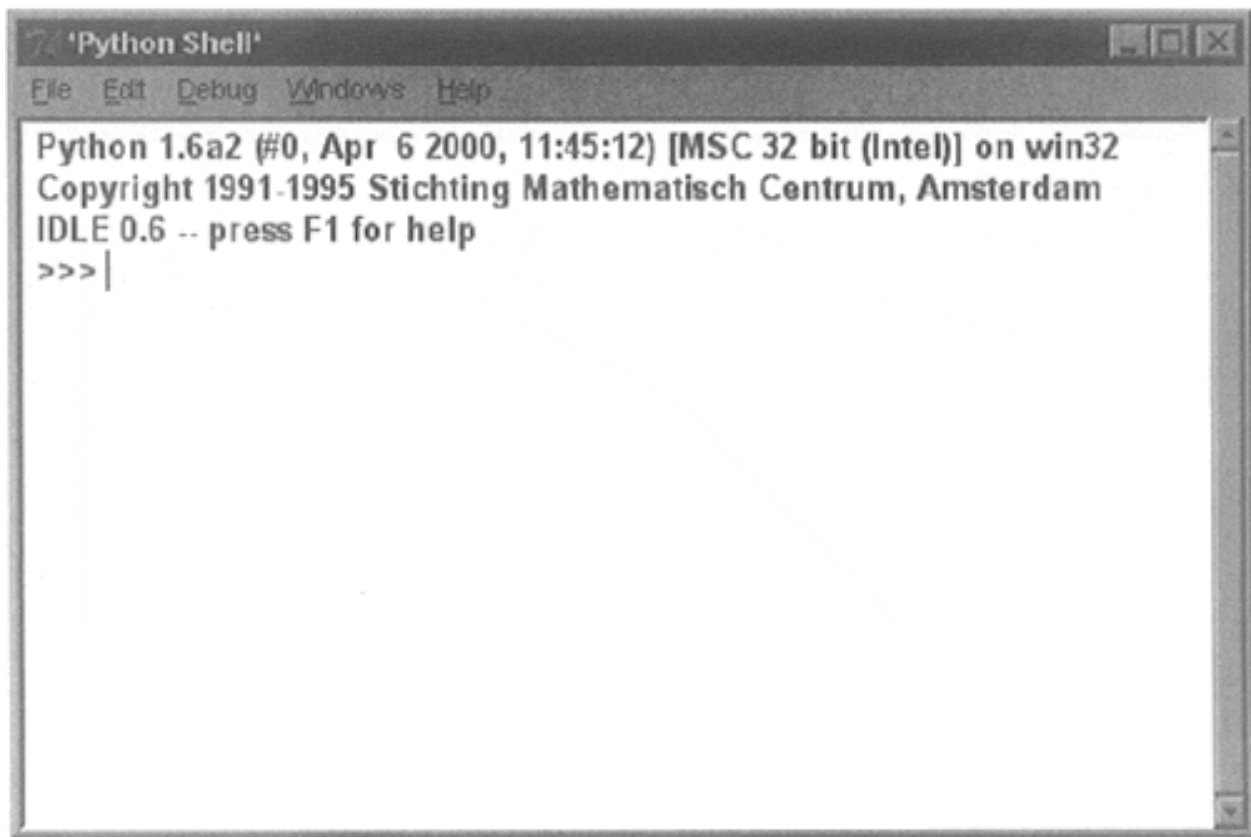 *Python Shell*
File Edit Debug Windows Help
Python 1.6a2 (#0, Apr  6 2000, 11:45:12) [MSC 32 bit (Intel)] on win32
Copyright 1991-1995 Stichting Mathematisch Centrum, Amsterdam
IDLE 0.6 -- press F1 for help
>>>